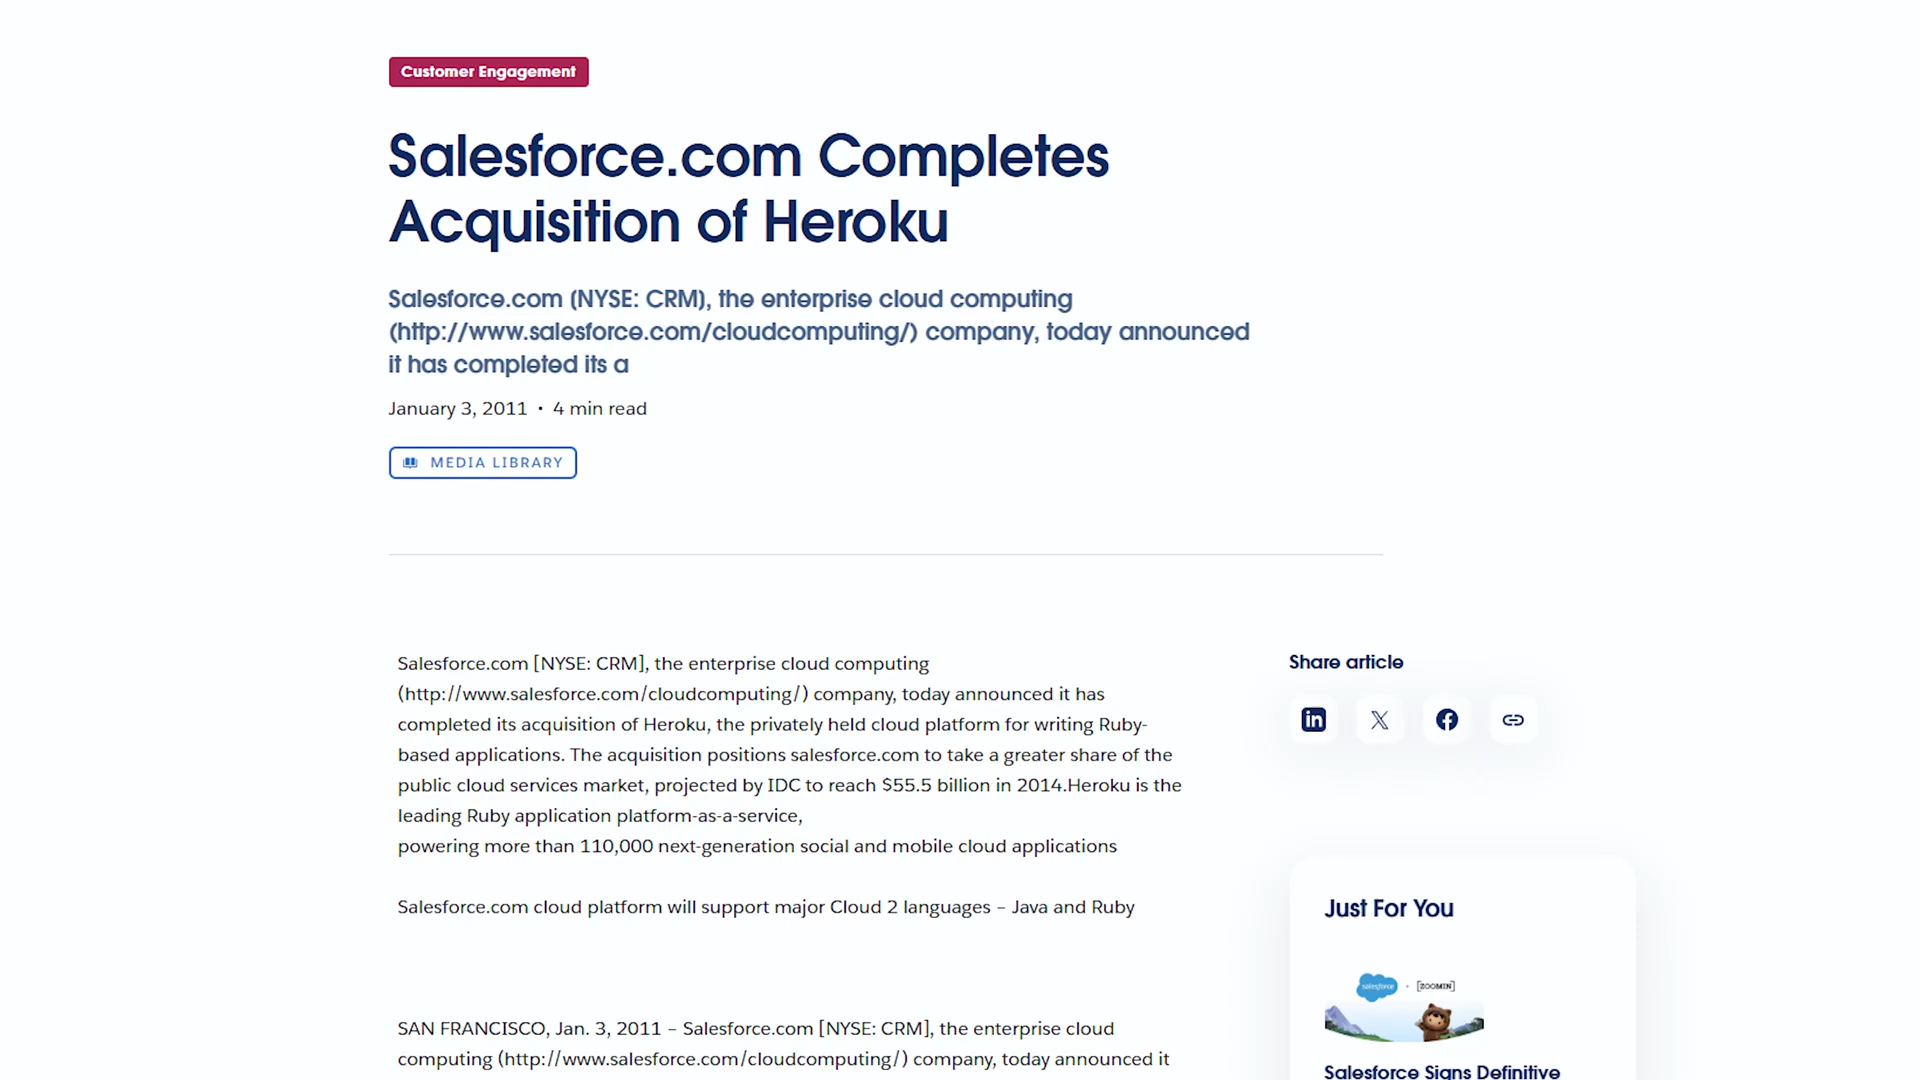 Customer Engagement
Salesforce.com Completes
Acquisition of Heroku
Salesforce.com [NYSE: CRM], the enterprise cloud computing
(http://www.salesforce.com/cloudcomputing/) company, today announced
it has completed its a
January 3, 2011 • 4 min read
MEDIA LIBRARY
Salesforce.com [NYSE: CRM], the enterprise cloud computing
(http://www.salesforce.com/cloudcomputing/) company, today announced it has
completed its acquisition of Heroku, the privately held cloud platform for writing Ruby-
based applications. The acquisition positions salesforce.com to take a greater share of the
public cloud services market, projected by IDC to reach $55.5 billion in 2014.Heroku is the
leading Ruby application platform-as-a-service,
powering more than 110,000 next-generation social and mobile cloud applications
Salesforce.com cloud platform will support major Cloud 2 languages – Java and Ruby
SAN FRANCISCO, Jan. 3, 2011 – Salesforce.com [NYSE: CRM], the enterprise cloud
computing (http://www.salesforce.com/cloudcomputing/) company, today announced it
Share article
Just For You
salesforce + [ZOOMIN]
Salesforce Signs Definitive